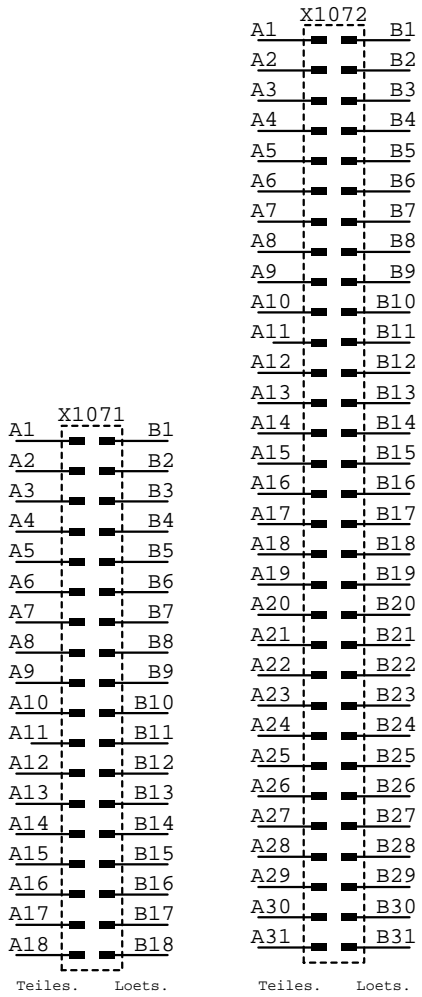 X1072
A1 B1
A2 B2
A3 B3
A4 B4
A5 B5
A6 B6
A7 B7
A8 B8
A9 B9
A10 B10
A11 B11
A12 B12
A13 B13
A14 B14
A15 B15
A16 B16
A17 B17
A18 B18
A19 B19
A20 B20
A21 B21
A22 B22
A23 B23
A24 B24
A25 B25
A26 B26
A27 B27
A28 B28
A29 B29
A30 B30
A31 B31
Teiles. Loets.
X1071
A1 B1
A2 B2
A3 B3
A4 B4
A5 B5
A6 B6
A7 B7
A8 B8
A9 B9
A10 B10
A11 B11
A12 B12
A13 B13
A14 B14
A15 B15
A16 B16
A17 B17
A18 B18
Teiles. Loets.